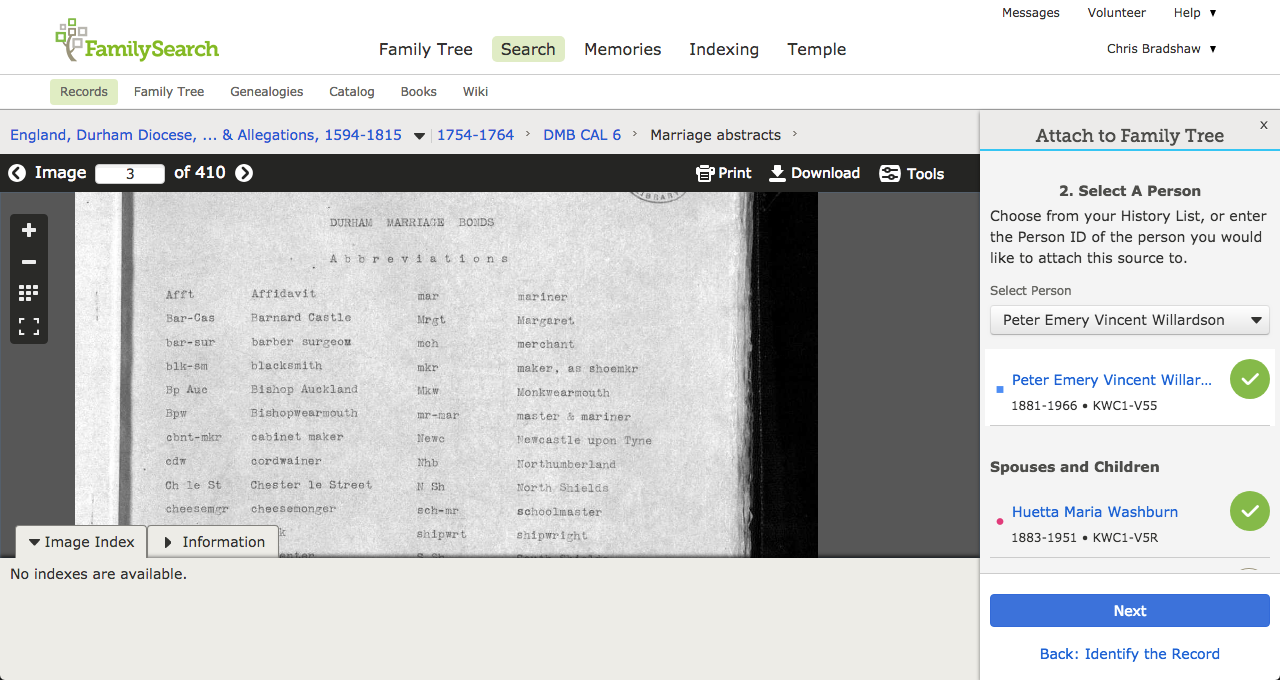 Messages Volunteer Help
FamilySearch
Family Tree Search Memories Indexing Temple
Chris Bradshaw
Records Family Tree Genealogies Catalog Books Wiki
England, Durham Diocese, ... & Allegations, 1594-1815 1754-1764 › DMB CAL 6 › Marriage abstracts ›
Image 3 of 410
Print Download Tools
LIBRARY
DURHAM MARRIAGE BONDS
Abbreviations
Afft Affidavit mar mariner
Bar-Cas Barnard Castle Mrgt Margaret
bar-sur barber surgeom mch merchant
blk-sm blacksmith mkr maker, as shoemkr
Bp Auc Bishop Auckland Mkw Monkwearmouth
Bpw Bishopwearmouth mr-mar master & mariner
cbnt-mkr cabinet maker Newc Newcastle upon Tyne
cdw cordwainer Nhb Northumberland
Ch le St Chester le Street N Sh North Shields
cheesemgr cheesemonger sch-mr schoolmaster
k shipwrt shipwright
Image Index
Information
No indexes are available.
x
Attach to Family Tree
2. Select A Person
Choose from your History List, or enter
the Person ID of the person you would
like to attach this source to.
Select Person
Peter Emery Vincent Willardson
Peter Emery Vincent Willar...
1881-1966 • KWC1-V55
Spouses and Children
Huetta Maria Washburn
1883-1951 • KWC1-V5R
Next
Back: Identify the Record